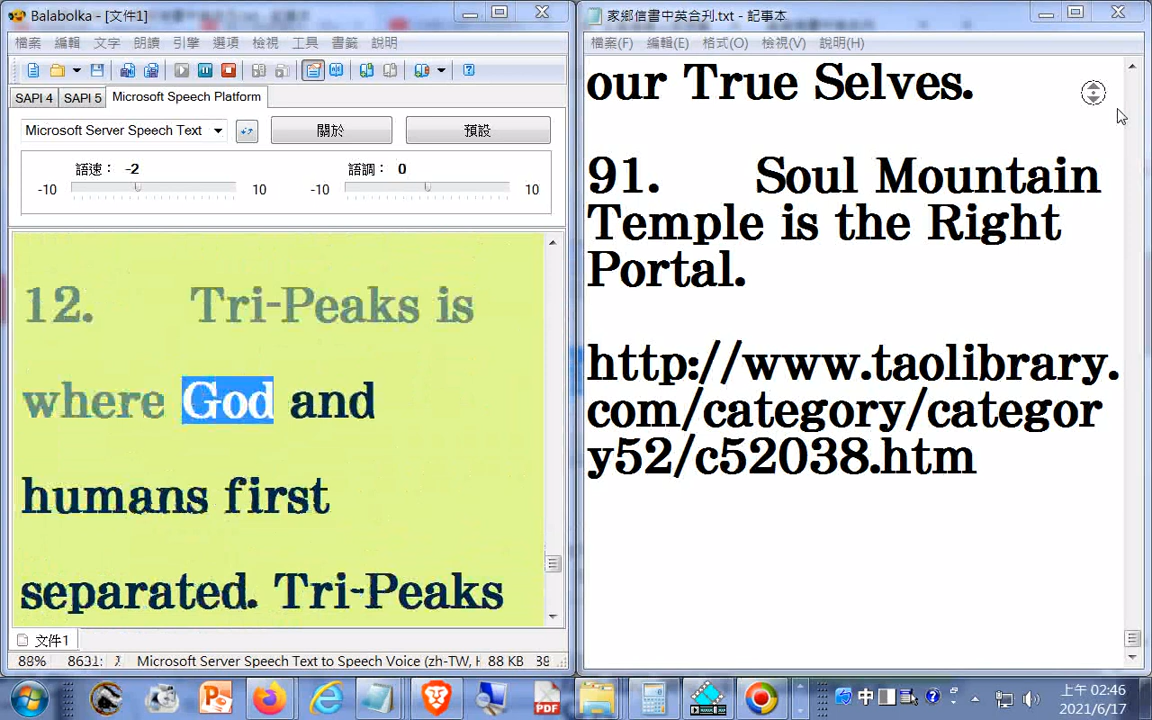 Balabolka - [文件1]
檔案 編輯 文字 朗讀 引擎 選項 檢視 工具 書籤 說明
SAPI 4 SAPI 5 Microsoft Speech Platform
Microsoft Server Speech Text 關於 預設
語速： -2 語調： 0
-10 10 -10 10
12. Tri-Peaks is
where God and
humans first
separated. Tri-Peaks
文件1
88% 8631: Microsoft Server Speech Text to Speech Voice (zh-TW, H 88 KB 38
家鄉信書中英合刋.txt - 記事本
檔案(F) 編輯(E) 格式(O) 檢視(V) 說明(H)
our True Selves.
91. Soul Mountain
Temple is the Right
Portal.
http://www.taolibrary.
com/category/categor
y52/c52038.htm
PDF
中
上午 02:46
2021/6/17